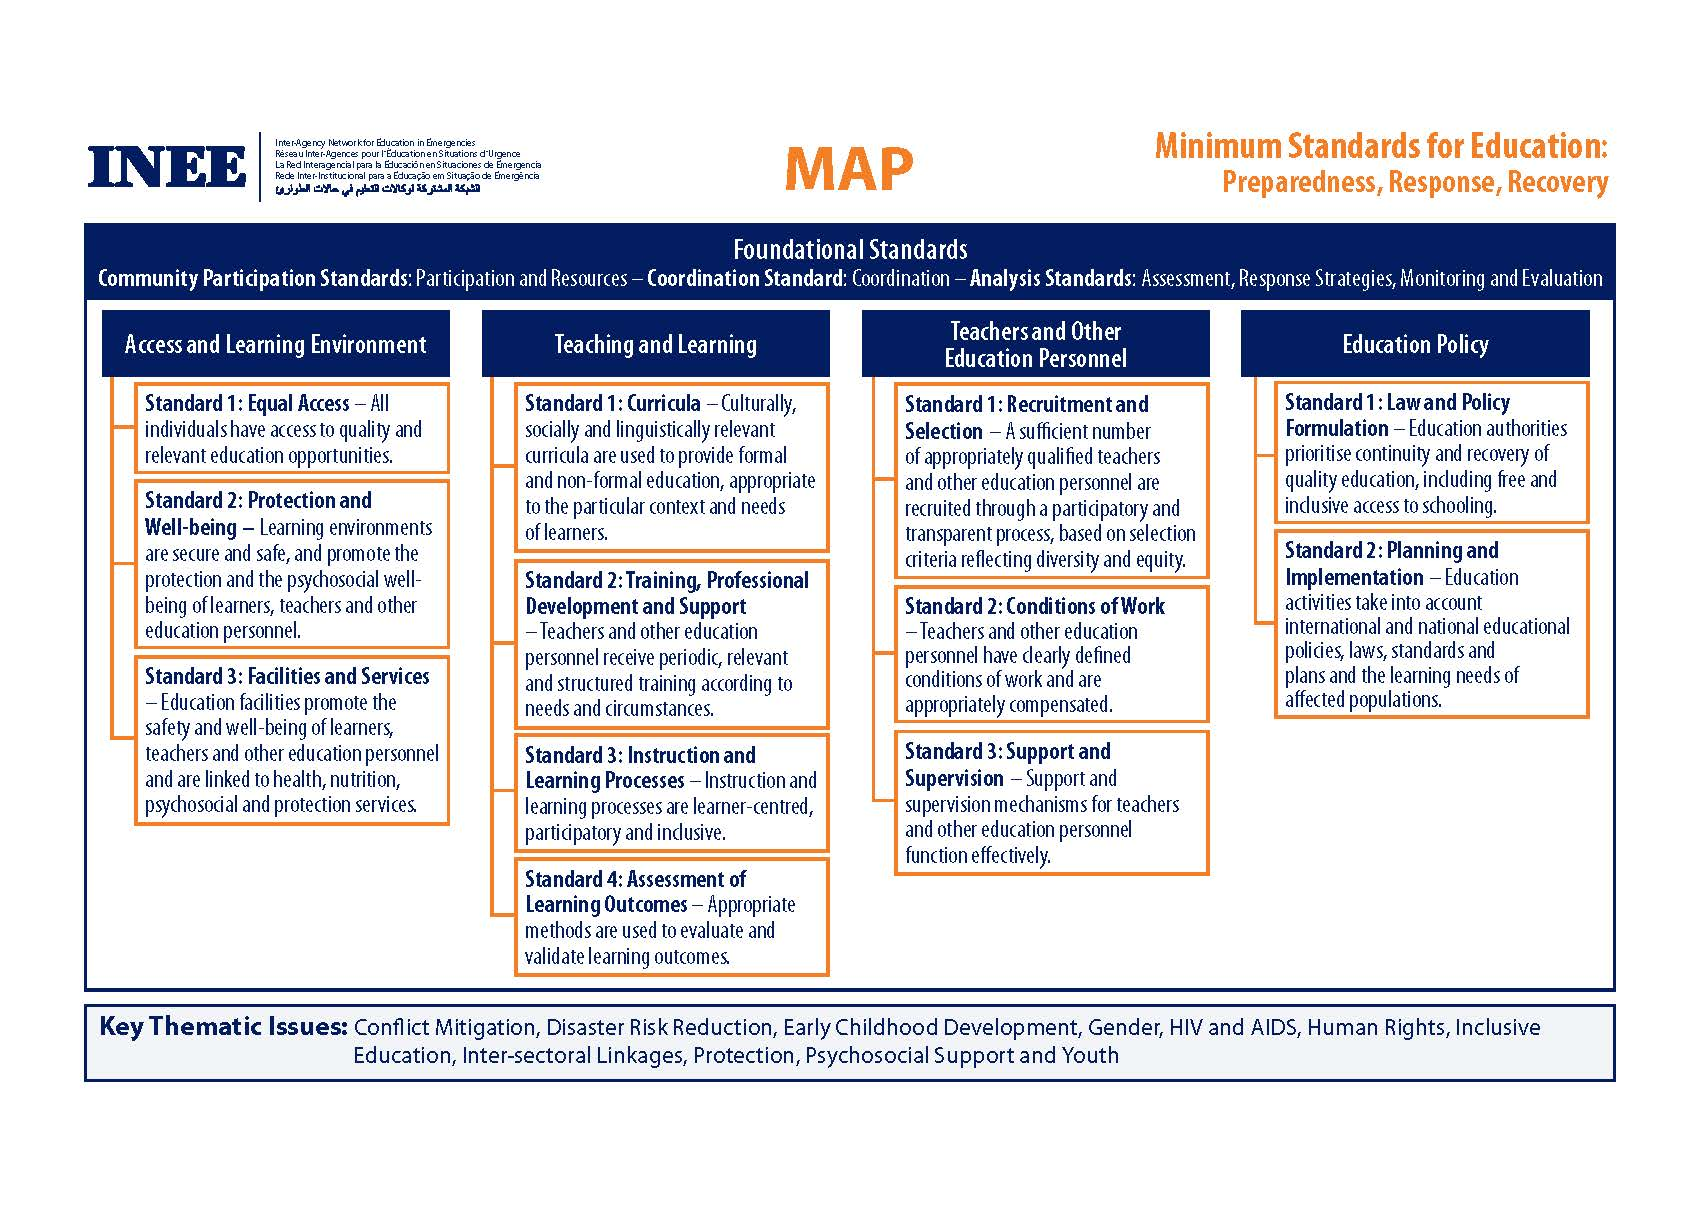 INEE
Inter-Agency Network for Education in Emergencies
Réseau Inter-Agences pour l'Éducation en Situations d'Urgence
La Red Interagencial para la Educación en Situaciones de Emergencia
Rede Inter-Institucional para a Educação em Situação de Emergência
الشبكة المشتركة لوكالات التعليم في حالات الطوارئ
MAP
Minimum Standards for Education:
Preparedness, Response, Recovery
Foundational Standards
Community Participation Standards: Participation and Resources – Coordination Standard: Coordination – Analysis Standards: Assessment, Response Strategies, Monitoring and Evaluation
Access and Learning Environment
Standard 1: Equal Access – All
individuals have access to quality and
relevant education opportunities.
Standard 2: Protection and
Well-being – Learning environments
are secure and safe, and promote the
protection and the psychosocial well-
being of learners, teachers and other
education personnel.
Standard 3: Facilities and Services
– Education facilities promote the
safety and well-being of learners,
teachers and other education personnel
and are linked to health, nutrition,
psychosocial and protection services.
Teaching and Learning
Standard 1: Curricula – Culturally,
socially and linguistically relevant
curricula are used to provide formal
and non-formal education, appropriate
to the particular context and needs
of learners.
Standard 2: Training, Professional
Development and Support
– Teachers and other education
personnel receive periodic, relevant
and structured training according to
needs and circumstances.
Standard 3: Instruction and
Learning Processes – Instruction and
learning processes are learner-centred,
participatory and inclusive.
Standard 4: Assessment of
Learning Outcomes – Appropriate
methods are used to evaluate and
validate learning outcomes.
Teachers and Other
Education Personnel
Standard 1: Recruitment and
Selection – A sufficient number
of appropriately qualified teachers
and other education personnel are
recruited through a participatory and
transparent process, based on selection
criteria reflecting diversity and equity.
Standard 2: Conditions of Work
– Teachers and other education
personnel have clearly defined
conditions of work and are
appropriately compensated.
Standard 3: Support and
Supervision – Support and
supervision mechanisms for teachers
and other education personnel
function effectively.
Education Policy
Standard 1: Law and Policy
Formulation – Education authorities
prioritise continuity and recovery of
quality education, including free and
inclusive access to schooling.
Standard 2: Planning and
Implementation – Education
activities take into account
international and national educational
policies, laws, standards and
plans and the learning needs of
affected populations.
Key Thematic Issues: Conflict Mitigation, Disaster Risk Reduction, Early Childhood Development, Gender, HIV and AIDS, Human Rights, Inclusive
Education, Inter-sectoral Linkages, Protection, Psychosocial Support and Youth